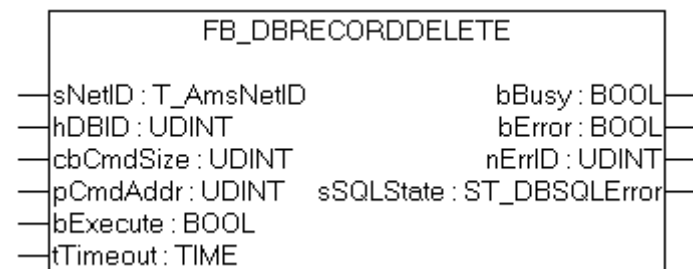 FB_DBRECORDDELETE
sNetID : T_AmsNetID bBusy : BOOL
hDBID : UDINT bError : BOOL
cbCmdSize : UDINT nErrID : UDINT
pCmdAddr : UDINT sSQLState : ST_DBSQLError
bExecute : BOOL
tTimeout : TIME